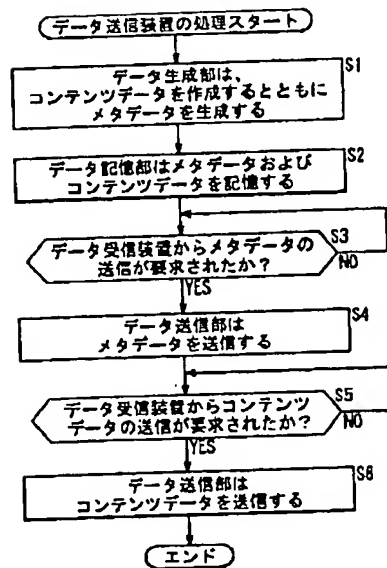 データ送信装置の処理スタート
S1
データ生成部は、
コンテンツデータを作成するとともに
メタデータを生成する
S2
データ記憶部はメタデータおよび
コンテンツデータを記憶する
S3
データ受信装置からメタデータの
送信が要求されたか?
NO
YES
S4
データ送信部は
メタデータを送信する
S5
データ受信装置からコンテンツ
データの送信が要求されたか?
NO
YES
S6
データ送信部は
コンテンツデータを送信する
エンド